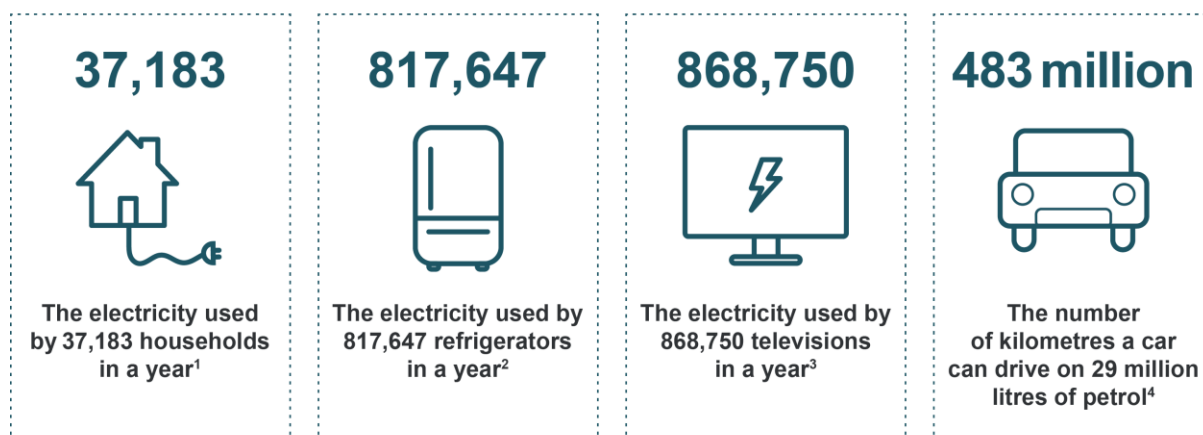 37,183
The electricity used
by 37,183 households
in a year¹
817,647
The electricity used by
817,647 refrigerators
in a year²
868,750
The electricity used by
868,750 televisions
in a year³
483 million
The number
of kilometres a car
can drive on 29 million
litres of petrol⁴